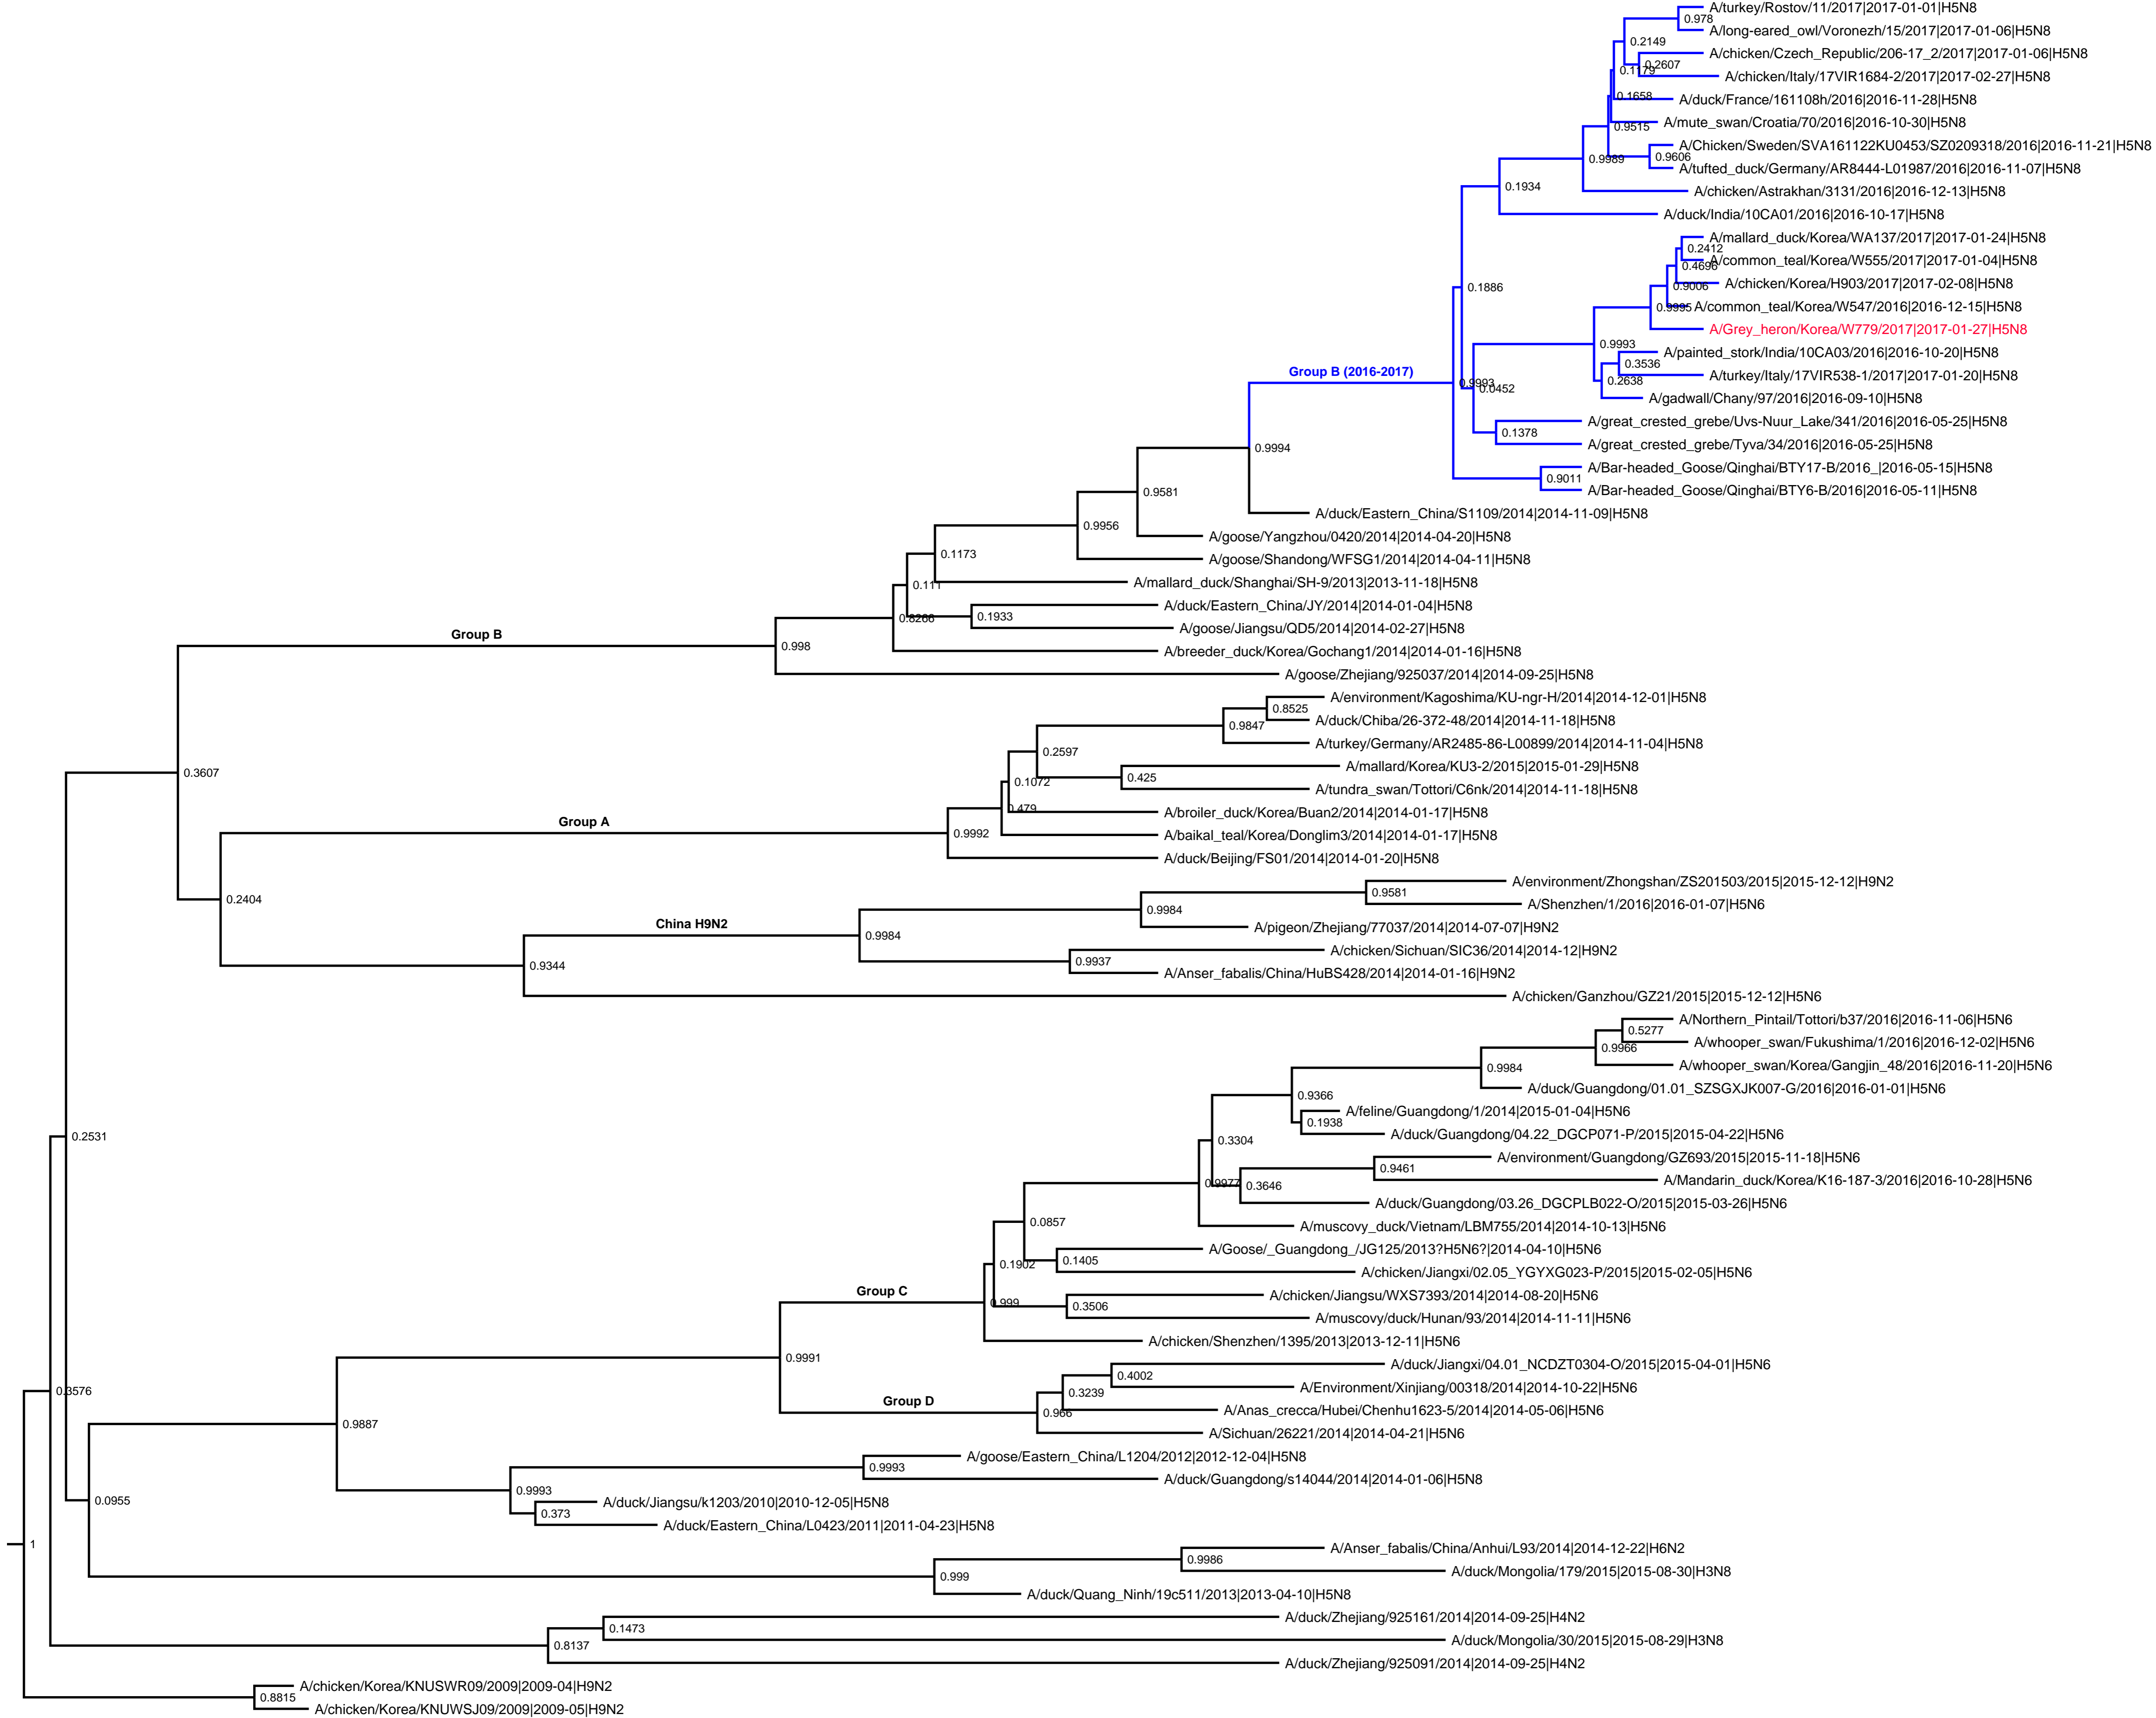 A/turkey/Rostov/11/2017|2017-01-01|H5N8
0.978
A/long-eared_owl/Voronezh/15/2017|2017-01-06|H5N8
0.2149
A/chicken/Czech_Republic/206-17_2/2017|2017-01-06|H5N8
0.2607
0.1179
A/chicken/Italy/17VIR1684-2/2017|2017-02-27|H5N8
0.1658
A/duck/France/161108h/2016|2016-11-28|H5N8
A/mute_swan/Croatia/70/2016|2016-10-30|H5N8
0.9515
A/Chicken/Sweden/SVA161122KU0453/SZ0209318/2016|2016-11-21|H5N8
0.9989
0.9606
A/tufted_duck/Germany/AR8444-L01987/2016|2016-11-07|H5N8
0.1934
A/chicken/Astrakhan/3131/2016|2016-12-13|H5N8
A/duck/India/10CA01/2016|2016-10-17|H5N8
A/mallard_duck/Korea/WA137/2017|2017-01-24|H5N8
0.2412
A/common_teal/Korea/W555/2017|2017-01-04|H5N8
0.4696
A/chicken/Korea/H903/2017|2017-02-08|H5N8
0.9006
0.1886
A/common_teal/Korea/W547/2016|2016-12-15|H5N8
0.9995
A/Grey_heron/Korea/W779/2017|2017-01-27|H5N8
0.9993
A/painted_stork/India/10CA03/2016|2016-10-20|H5N8
0.3536
Group B (2016-2017)
A/turkey/Italy/17VIR538-1/2017|2017-01-20|H5N8
0.2638
0.9993
0.0452
A/gadwall/Chany/97/2016|2016-09-10|H5N8
A/great_crested_grebe/Uvs-Nuur_Lake/341/2016|2016-05-25|H5N8
0.1378
A/great_crested_grebe/Tyva/34/2016|2016-05-25|H5N8
0.9994
A/Bar-headed_Goose/Qinghai/BTY17-B/2016_|2016-05-15|H5N8
0.9011
A/Bar-headed_Goose/Qinghai/BTY6-B/2016|2016-05-11|H5N8
0.9581
A/duck/Eastern_China/S1109/2014|2014-11-09|H5N8
0.9956
A/goose/Yangzhou/0420/2014|2014-04-20|H5N8
0.1173
A/goose/Shandong/WFSG1/2014|2014-04-11|H5N8
0.111
A/mallard_duck/Shanghai/SH-9/2013|2013-11-18|H5N8
A/duck/Eastern_China/JY/2014|2014-01-04|H5N8
0.8266
0.1933
A/goose/Jiangsu/QD5/2014|2014-02-27|H5N8
Group B
0.998
A/breeder_duck/Korea/Gochang1/2014|2014-01-16|H5N8
A/goose/Zhejiang/925037/2014|2014-09-25|H5N8
A/environment/Kagoshima/KU-ngr-H/2014|2014-12-01|H5N8
0.8525
A/duck/Chiba/26-372-48/2014|2014-11-18|H5N8
0.9847
A/turkey/Germany/AR2485-86-L00899/2014|2014-11-04|H5N8
0.2597
A/mallard/Korea/KU3-2/2015|2015-01-29|H5N8
0.3607
0.1072
0.425
A/tundra_swan/Tottori/C6nk/2014|2014-11-18|H5N8
0.479
A/broiler_duck/Korea/Buan2/2014|2014-01-17|H5N8
Group A
0.9992
A/baikal_teal/Korea/Donglim3/2014|2014-01-17|H5N8
A/duck/Beijing/FS01/2014|2014-01-20|H5N8
A/environment/Zhongshan/ZS201503/2015|2015-12-12|H9N2
0.9581
0.2404
A/Shenzhen/1/2016|2016-01-07|H5N6
0.9984
China H9N2
A/pigeon/Zhejiang/77037/2014|2014-07-07|H9N2
0.9984
A/chicken/Sichuan/SIC36/2014|2014-12|H9N2
0.9937
0.9344
A/Anser_fabalis/China/HuBS428/2014|2014-01-16|H9N2
A/chicken/Ganzhou/GZ21/2015|2015-12-12|H5N6
A/Northern_Pintail/Tottori/b37/2016|2016-11-06|H5N6
0.5277
A/whooper_swan/Fukushima/1/2016|2016-12-02|H5N6
0.9966
A/whooper_swan/Korea/Gangjin_48/2016|2016-11-20|H5N6
0.9984
A/duck/Guangdong/01.01_SZSGXJK007-G/2016|2016-01-01|H5N6
0.9366
A/feline/Guangdong/1/2014|2015-01-04|H5N6
0.1938
A/duck/Guangdong/04.22_DGCP071-P/2015|2015-04-22|H5N6
0.2531
0.3304
A/environment/Guangdong/GZ693/2015|2015-11-18|H5N6
0.9461
A/Mandarin_duck/Korea/K16-187-3/2016|2016-10-28|H5N6
0.9977
0.3646
A/duck/Guangdong/03.26_DGCPLB022-O/2015|2015-03-26|H5N6
0.0857
A/muscovy_duck/Vietnam/LBM755/2014|2014-10-13|H5N6
A/Goose/_Guangdong_/JG125/2013?H5N6?|2014-04-10|H5N6
0.1902
0.1405
A/chicken/Jiangxi/02.05_YGYXG023-P/2015|2015-02-05|H5N6
Group C
A/chicken/Jiangsu/WXS7393/2014|2014-08-20|H5N6
0.999
0.3506
A/muscovy/duck/Hunan/93/2014|2014-11-11|H5N6
A/chicken/Shenzhen/1395/2013|2013-12-11|H5N6
0.9991
A/duck/Jiangxi/04.01_NCDZT0304-O/2015|2015-04-01|H5N6
0.4002
A/Environment/Xinjiang/00318/2014|2014-10-22|H5N6
0.3576
0.3239
Group D
A/Anas_crecca/Hubei/Chenhu1623-5/2014|2014-05-06|H5N6
0.966
0.9887
A/Sichuan/26221/2014|2014-04-21|H5N6
A/goose/Eastern_China/L1204/2012|2012-12-04|H5N8
0.9993
A/duck/Guangdong/s14044/2014|2014-01-06|H5N8
0.9993
0.0955
A/duck/Jiangsu/k1203/2010|2010-12-05|H5N8
0.373
A/duck/Eastern_China/L0423/2011|2011-04-23|H5N8
1
A/Anser_fabalis/China/Anhui/L93/2014|2014-12-22|H6N2
0.9986
A/duck/Mongolia/179/2015|2015-08-30|H3N8
0.999
A/duck/Quang_Ninh/19c511/2013|2013-04-10|H5N8
A/duck/Zhejiang/925161/2014|2014-09-25|H4N2
0.1473
A/duck/Mongolia/30/2015|2015-08-29|H3N8
0.8137
A/duck/Zhejiang/925091/2014|2014-09-25|H4N2
A/chicken/Korea/KNUSWR09/2009|2009-04|H9N2
0.8815
A/chicken/Korea/KNUWSJ09/2009|2009-05|H9N2